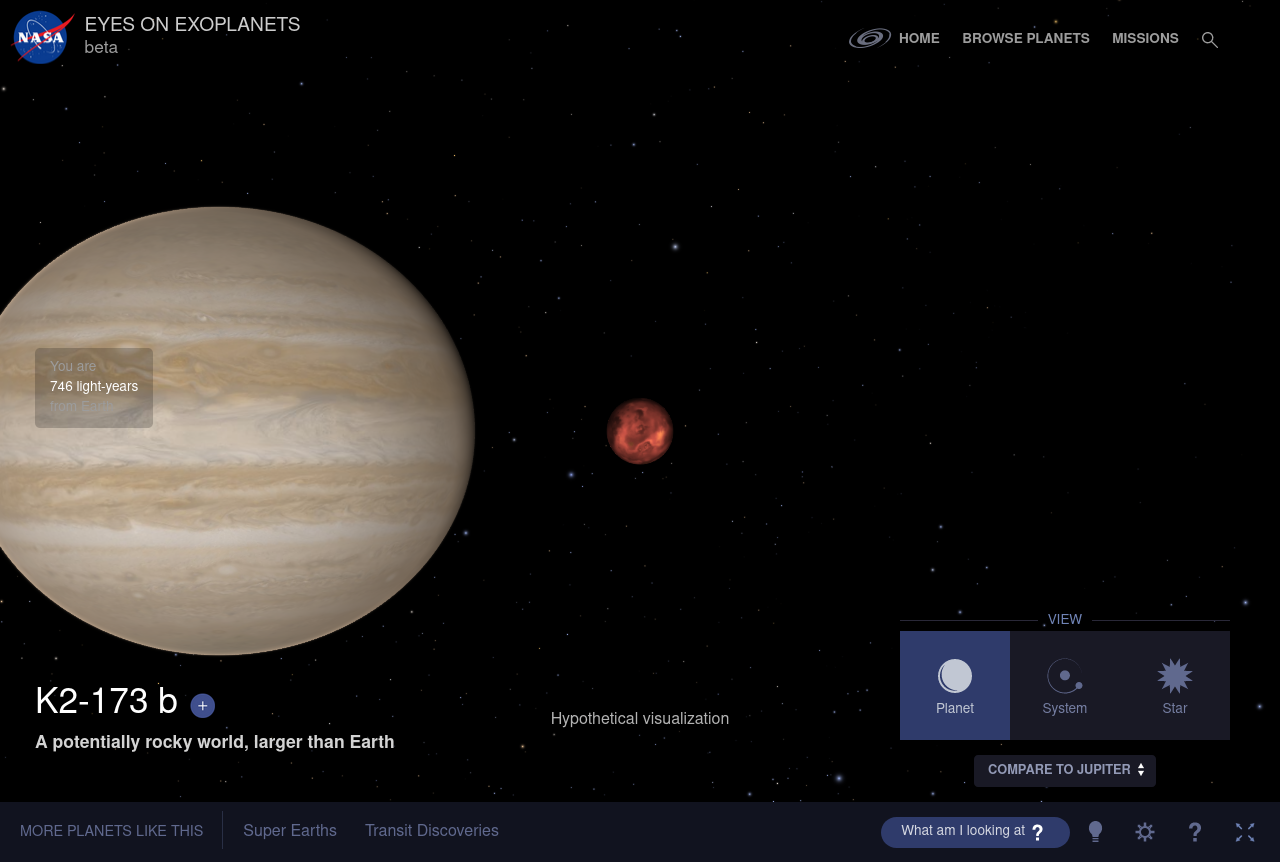 NASA
EYES ON EXOPLANETS
beta
HOME
BROWSE PLANETS
MISSIONS
You are
746 light-years
from Earth
K2-173 b
+
A potentially rocky world, larger than Earth
Hypothetical visualization
VIEW
Planet
System
Star
COMPARE TO JUPITER
MORE PLANETS LIKE THIS
Super Earths
Transit Discoveries
What am I looking at ?
?